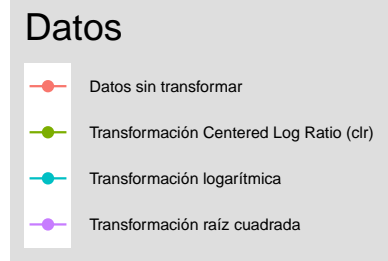 Datos
Datos sin transformar
Transformación Centered Log Ratio (clr)
Transformación logarítmica
Transformación raíz cuadrada